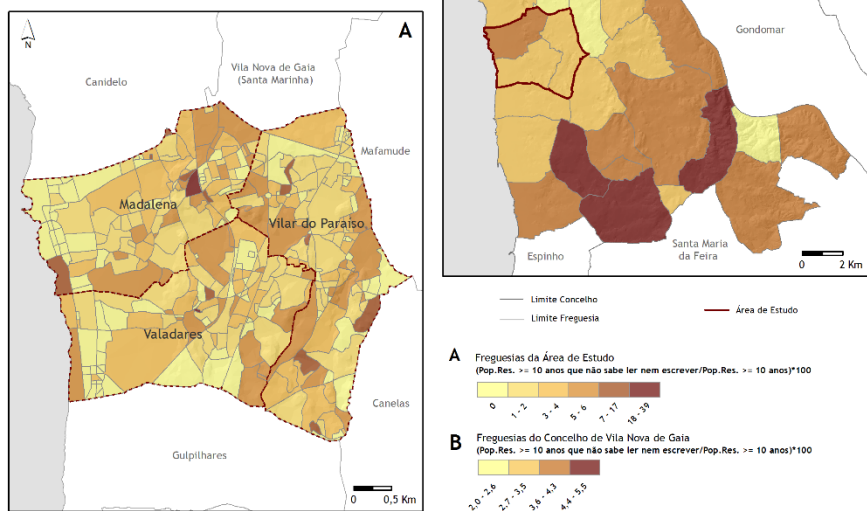 A
N
Canidelo
Vila Nova de Gaia
(Santa Marinha)
Mafamude
Madalena
Vilar do Paraíso
Valadares
Canelas
Gulpilhares
0 0,5 Km
Gondomar
Espinho
Santa Maria
da Feira
0 2 Km
Limite Concelho
Limite Freguesia
Área de Estudo
A Freguesias da Área de Estudo
(Pop.Res. >= 10 anos que não sabe ler nem escrever/Pop.Res. >= 10 anos)*100
0
1 - 2
3 - 4
5 - 6
7 - 17
18 - 39
B Freguesias do Concelho de Vila Nova de Gaia
(Pop.Res. >= 10 anos que não sabe ler nem escrever/Pop.Res. >= 10 anos)*100
2,0 - 2,6
2,7 - 3,5
3,6 - 4,3
4,4 - 5,5